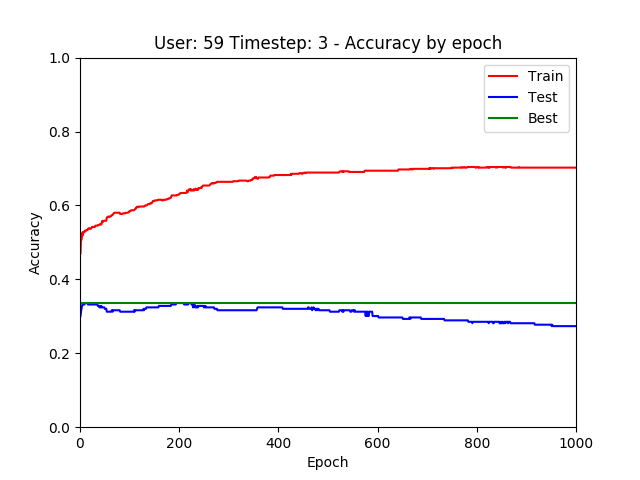 User: 59 Timestep: 3 - Accuracy by epoch
Train
Test
Best
Accuracy
1.0
0.8
0.6
0.4
0.2
0.0
0 200 400 600 800 1000
Epoch